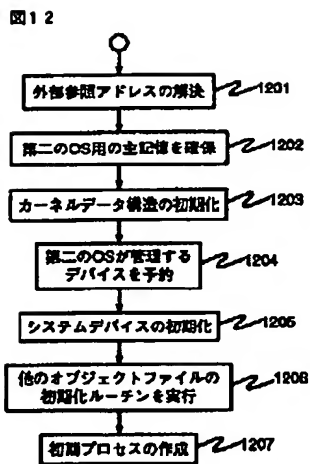 図12
外部参照アドレスの解決
1201
第二のOS用の主記憶を確保
1202
カーネルデータ構造の初期化
1203
第二のOSが管理する
デバイスを予約
1204
システムデバイスの初期化
1205
他のオブジェクトファイルの
初期化ルーチンを実行
1206
初期プロセスの作成
1207